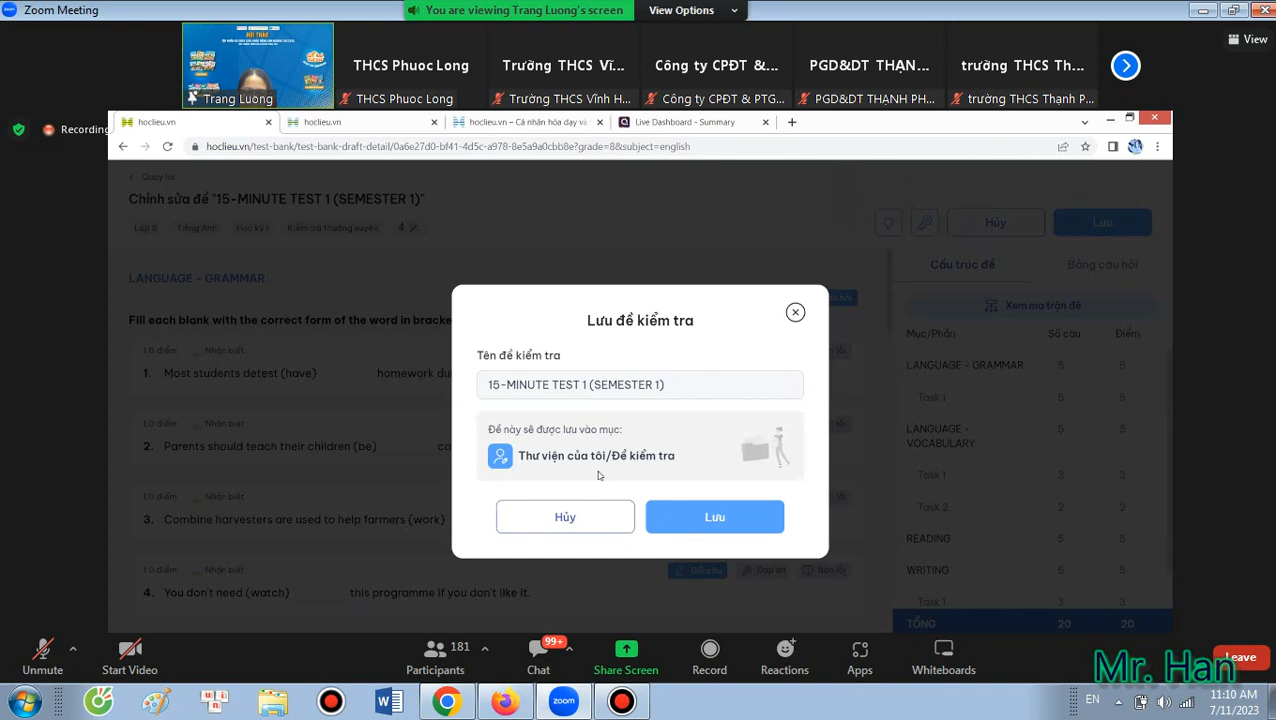 Zoom Meeting
You are viewing Trang Luong's screen
View Options
View
HỘI THẢO
Trang Luong
THCS Phuoc Long
THCS Phuoc Long
Trường THCS Vĩ...
Trường THCS Vĩnh H...
Công ty CPĐT &...
Công ty CPĐT & PTG...
PGD&DT THẠN...
PGD&DT THẠNH PH...
trường THCS Th...
trường THCS Thạnh P...
Recording
hoclieu.vn
hoclieu.vn
hoclieu.vn – Cá nhân hóa dạy và
Live Dashboard - Summary
hoclieu.vn/test-bank/test-bank-draft-detail/0a6e27d0-bf41-4d5c-a978-8e5a9a0cbb8e?grade=8&subject=english
Quay lại
Chỉnh sửa đề "15-MINUTE TEST 1 (SEMESTER 1)"
Lớp 8
Tiếng Anh
Học kỳ I
Kiểm tra thường xuyên
4
Hủy
Lưu
LANGUAGE - GRAMMAR
Fill each blank with the correct form of the word in bracke
1.0 điểm
Nhận biết
1. Most students detest (have)
homework du
1.0 điểm
Nhận biết
2. Parents should teach their children (be)
ca
1.0 điểm
Nhận biết
3. Combine harvesters are used to help farmers (work)
1.0 điểm
Nhận biết
Đổi câu
Đáp án
Báo lỗi
4. You don't need (watch)
this programme if you don't like it.
Lưu đề kiểm tra
Tên đề kiểm tra
15-MINUTE TEST 1 (SEMESTER 1)
Đề này sẽ được lưu vào mục:
Thư viện của tôi/Đề kiểm tra
Hủy
Lưu
Cấu trúc đề
Bảng câu hỏi
Xem ma trận đề
Mục/Phần
Số câu
Điểm
LANGUAGE - GRAMMAR
5
5
Task 1
5
5
LANGUAGE -
VOCABULARY
5
5
Task 1
3
3
Task 2
2
2
READING
5
5
WRITING
5
5
Task 1
3
3
TỔNG
20
20
Unmute
Start Video
181
Participants
99+
Chat
Share Screen
Record
Reactions
Apps
Whiteboards
Leave
Mr. Han
EN
11:10 AM
7/11/2023